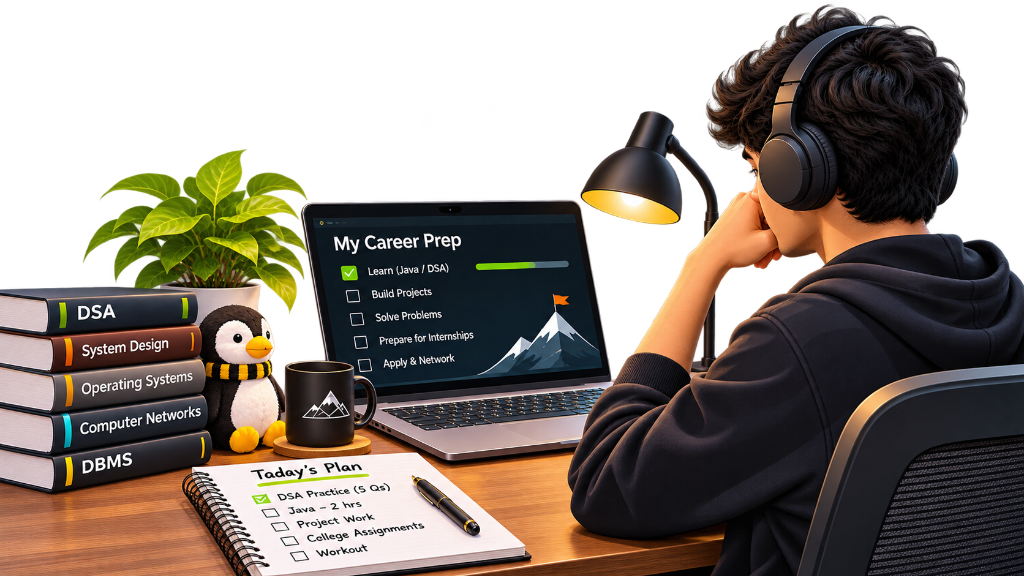 My Career Prep
Learn (Java / DSA)
Build Projects
Solve Problems
Prepare for Internships
Apply & Network
DSA
System Design
Operating Systems
Computer Networks
DBMS
Today's Plan
DSA Practice (5 Qs)
Java – 2 hrs
Project Work
College Assignments
Workout